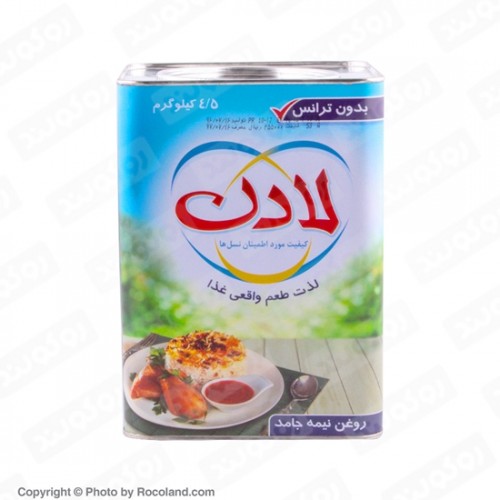 بدون ترانس
۴/۵ کیلوگرم
لادن
کیفیت مورد اطمینان نسل‌ها
لذت طعم واقعی غذا
روغن نیمه جامد
Copyright © Photo by Rocoland.com
روکولند